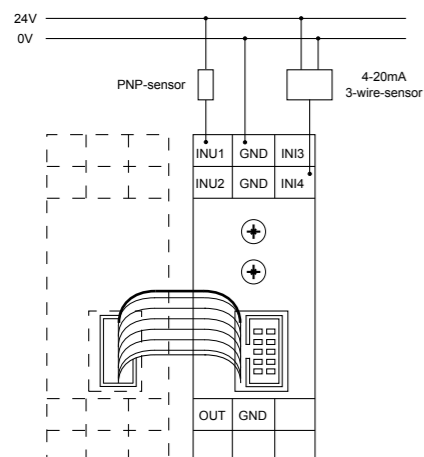 24V
0V
PNP-sensor
4-20mA
3-wire-sensor
INU1 GND INI3
INU2 GND INI4
OUT GND